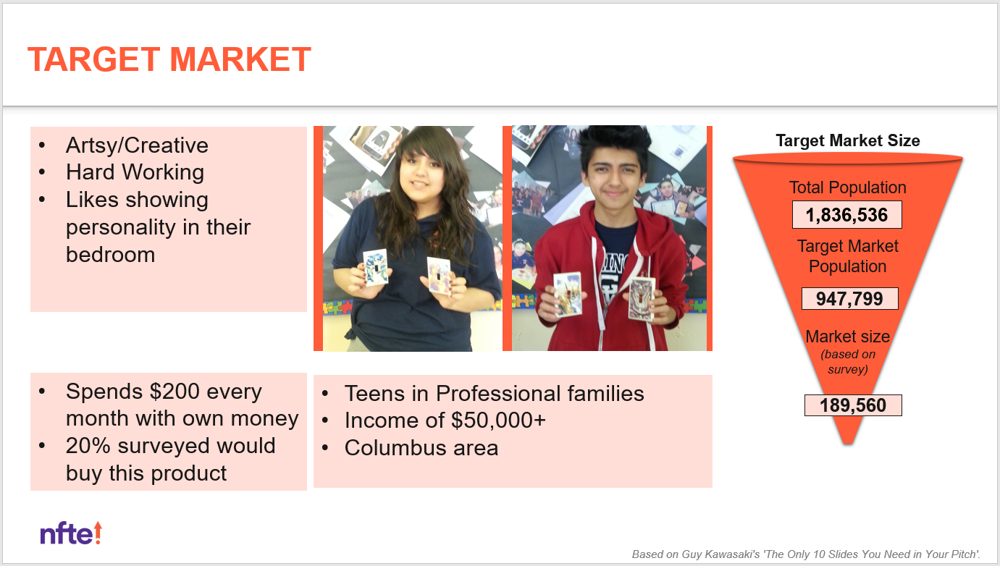 TARGET MARKET
• Artsy/Creative
• Hard Working
• Likes showing
personality in their
bedroom
• Spends $200 every
month with own money
• 20% surveyed would
buy this product
• Teens in Professional families
• Income of $50,000+
• Columbus area
Target Market Size
Total Population
1,836,536
Target Market
Population
947,799
Market size
(based on
survey)
189,560
nfte!
Based on Guy Kawasaki's 'The Only 10 Slides You Need in Your Pitch'.